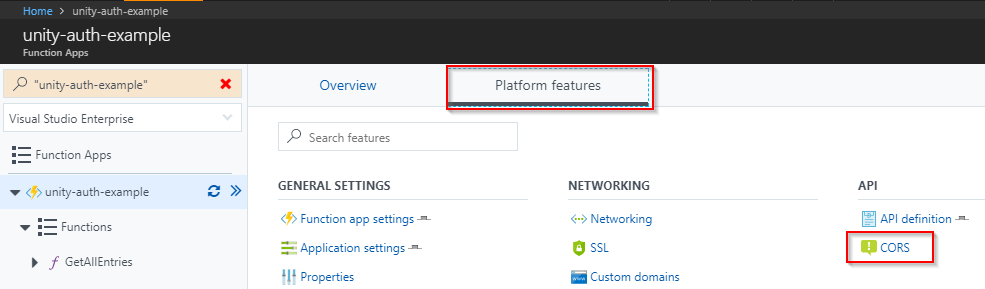 Home > unity-auth-example
unity-auth-example
Function Apps
"unity-auth-example"
Visual Studio Enterprise
Function Apps
unity-auth-example
Functions
GetAllEntries
Overview
Platform features
Search features
GENERAL SETTINGS
Function app settings
Application settings
Properties
NETWORKING
Networking
SSL
www
Custom domains
API
API definition
CORS